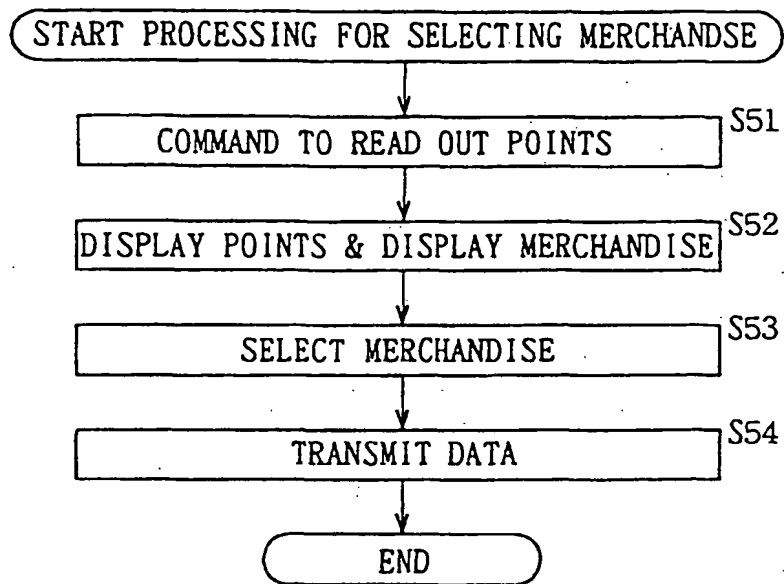 START PROCESSING FOR SELECTING MERCHANDSE
S51
COMMAND TO READ OUT POINTS
S52
DISPLAY POINTS & DISPLAY MERCHANDISE
S53
SELECT MERCHANDISE
S54
TRANSMIT DATA
END